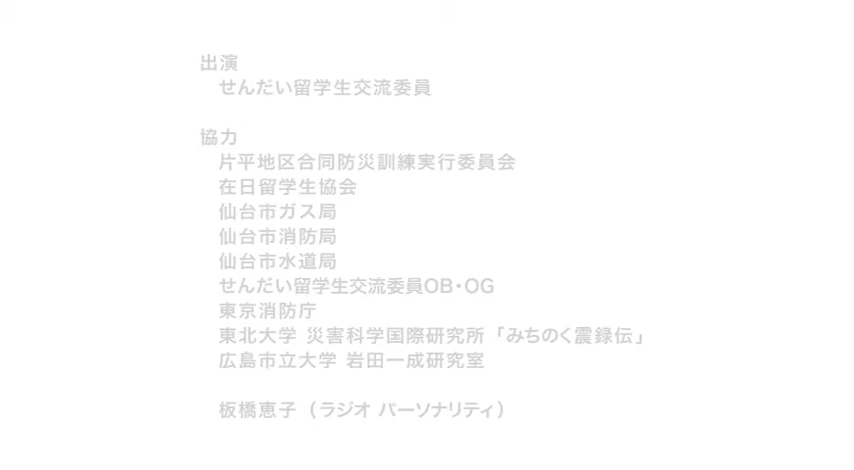 出演
せんだい留学生交流委員
協力
片平地区合同防災訓練実行委員会
在日留学生協会
仙台市ガス局
仙台市消防局
仙台市水道局
せんだい留学生交流委員OB・OG
東京消防庁
東北大学 災害科学国際研究所 「みちのく震録伝」
広島市立大学 岩田一成研究室
板橋恵子（ラジオ パーソナリティ）